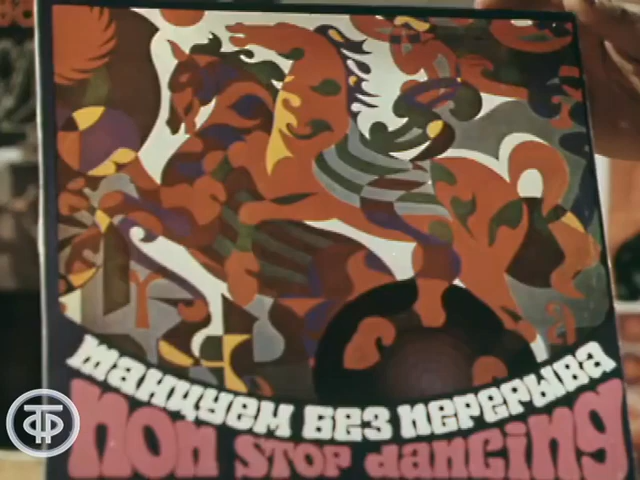 танцуем без перерыва
non stop dancing